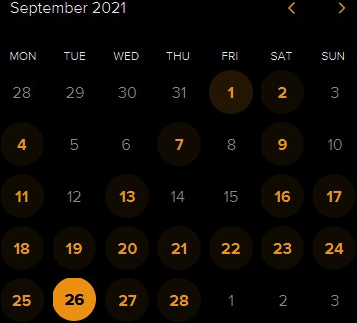 September 2021 < >
MON TUE WED THU FRI SAT SUN
28 29 30 31 1 2 3
4 5 6 7 8 9 10
11 12 13 14 15 16 17
18 19 20 21 22 23 24
25 26 27 28 1 2 3